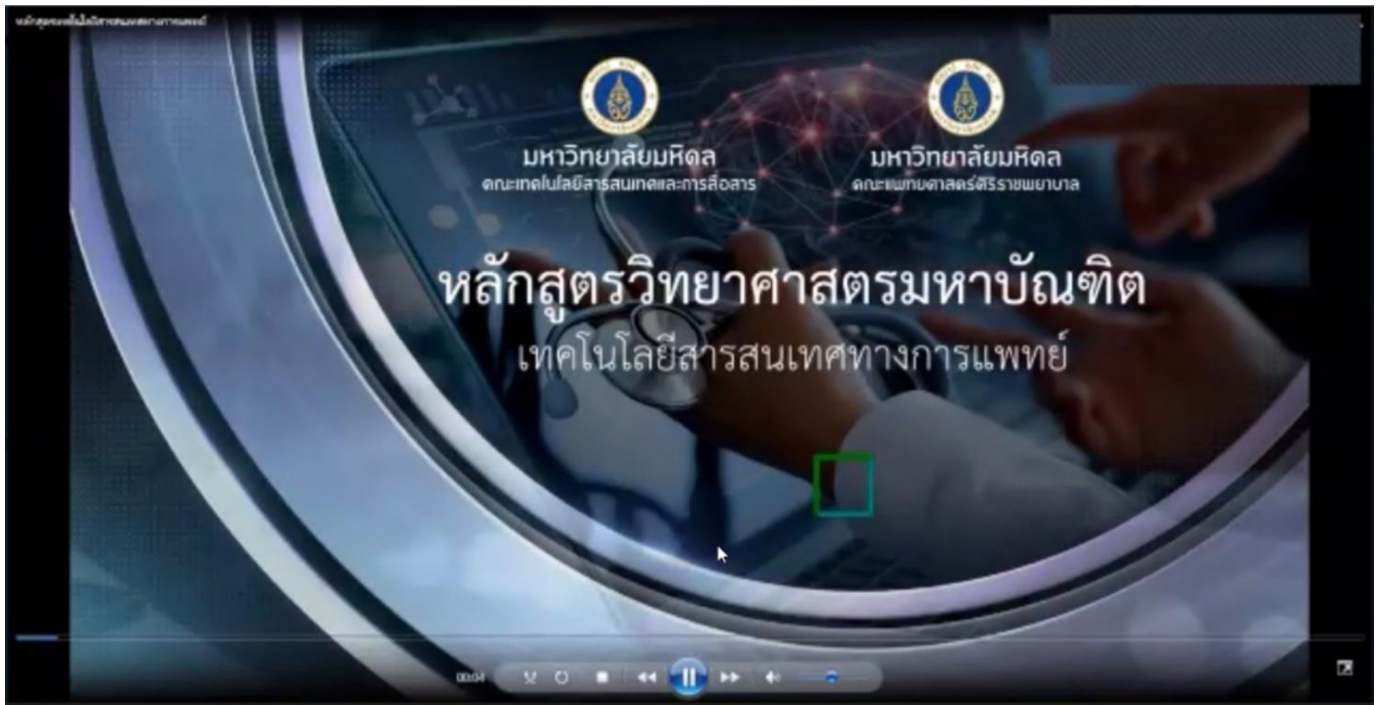 มหาวิทยาลัยมหิดล
คณะเทคโนโลยีสารสนเทศและการสื่อสาร
มหาวิทยาลัยมหิดล
คณะแพทยศาสตร์ศิริราชพยาบาล
หลักสูตรวิทยาศาสตรมหาบัณฑิต
เทคโนโลยีสารสนเทศทางการแพทย์
00:04